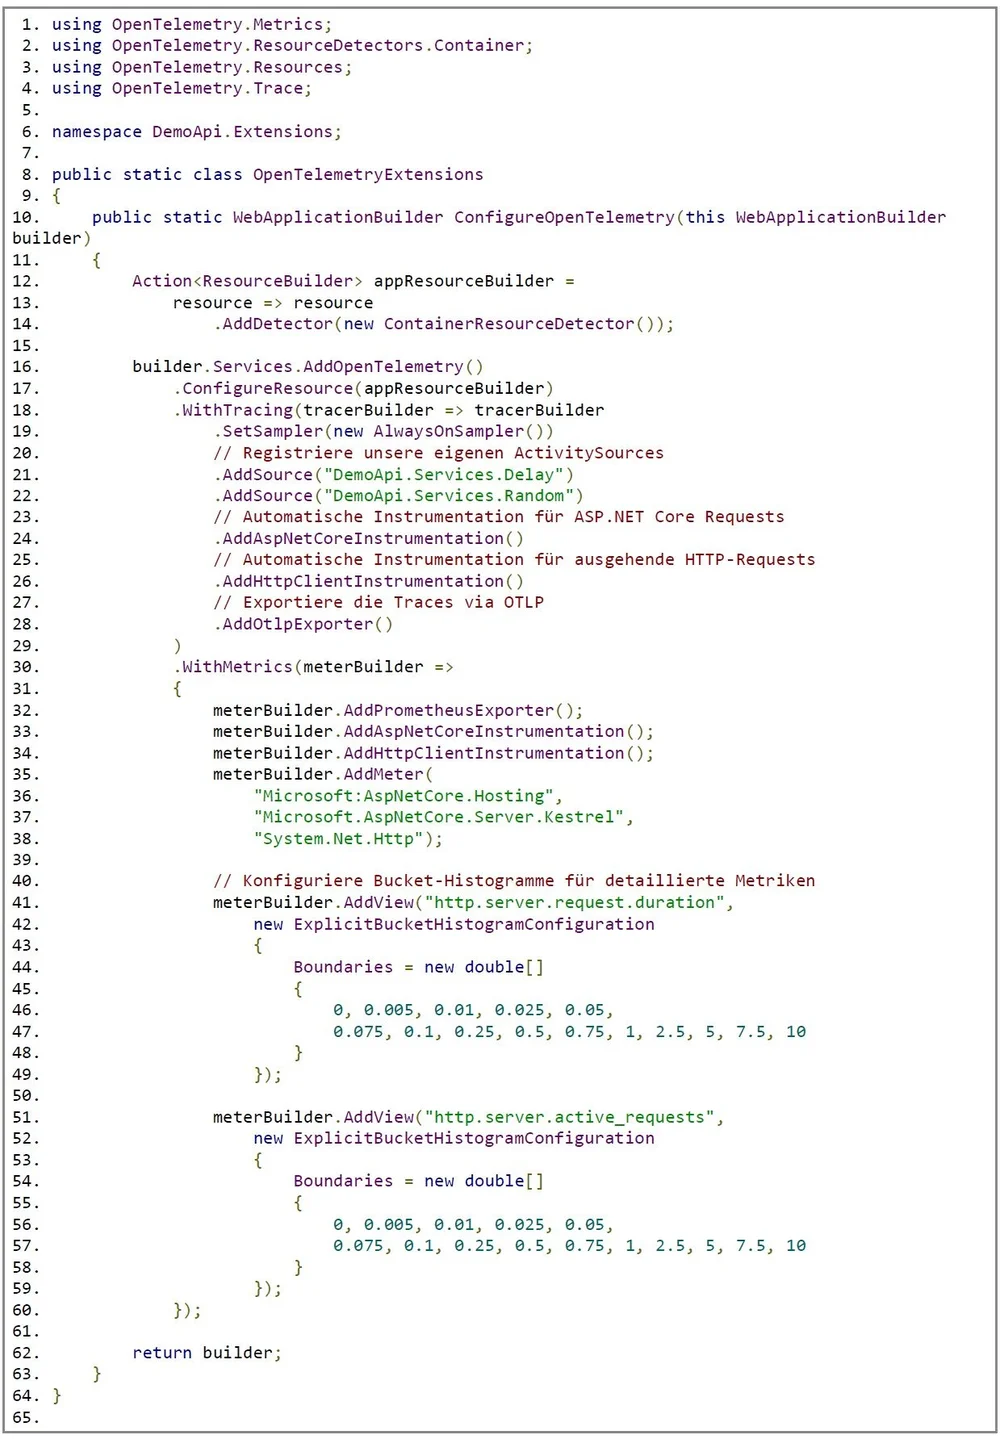 1. using OpenTelemetry.Metrics;
2. using OpenTelemetry.ResourceDetectors.Container;
3. using OpenTelemetry.Resources;
4. using OpenTelemetry.Trace;
5.
6. namespace DemoApi.Extensions;
7.
8. public static class OpenTelemetryExtensions
9. {
10.     public static WebApplicationBuilder ConfigureOpenTelemetry(this WebApplicationBuilder
builder)
11.     {
12.         Action<ResourceBuilder> appResourceBuilder =
13.             resource => resource
14.                 .AddDetector(new ContainerResourceDetector());
15.
16.         builder.Services.AddOpenTelemetry()
17.             .ConfigureResource(appResourceBuilder)
18.             .WithTracing(tracerBuilder => tracerBuilder
19.                 .SetSampler(new AlwaysOnSampler())
20.                 // Registriere unsere eigenen ActivitySources
21.                 .AddSource("DemoApi.Services.Delay")
22.                 .AddSource("DemoApi.Services.Random")
23.                 // Automatische Instrumentation für ASP.NET Core Requests
24.                 .AddAspNetCoreInstrumentation()
25.                 // Automatische Instrumentation für ausgehende HTTP-Requests
26.                 .AddHttpClientInstrumentation()
27.                 // Exportiere die Traces via OTLP
28.                 .AddOtlpExporter()
29.             )
30.             .WithMetrics(meterBuilder =>
31.             {
32.                 meterBuilder.AddPrometheusExporter();
33.                 meterBuilder.AddAspNetCoreInstrumentation();
34.                 meterBuilder.AddHttpClientInstrumentation();
35.                 meterBuilder.AddMeter(
36.                     "Microsoft:AspNetCore.Hosting",
37.                     "Microsoft.AspNetCore.Server.Kestrel",
38.                     "System.Net.Http");
39.
40.                 // Konfiguriere Bucket-Histogramme für detaillierte Metriken
41.                 meterBuilder.AddView("http.server.request.duration",
42.                     new ExplicitBucketHistogramConfiguration
43.                     {
44.                         Boundaries = new double[]
45.                         {
46.                             0, 0.005, 0.01, 0.025, 0.05,
47.                             0.075, 0.1, 0.25, 0.5, 0.75, 1, 2.5, 5, 7.5, 10
48.                         }
49.                     });
50.
51.                 meterBuilder.AddView("http.server.active_requests",
52.                     new ExplicitBucketHistogramConfiguration
53.                     {
54.                         Boundaries = new double[]
55.                         {
56.                             0, 0.005, 0.01, 0.025, 0.05,
57.                             0.075, 0.1, 0.25, 0.5, 0.75, 1, 2.5, 5, 7.5, 10
58.                         }
59.                     });
60.             });
61.
62.         return builder;
63.     }
64. }
65.